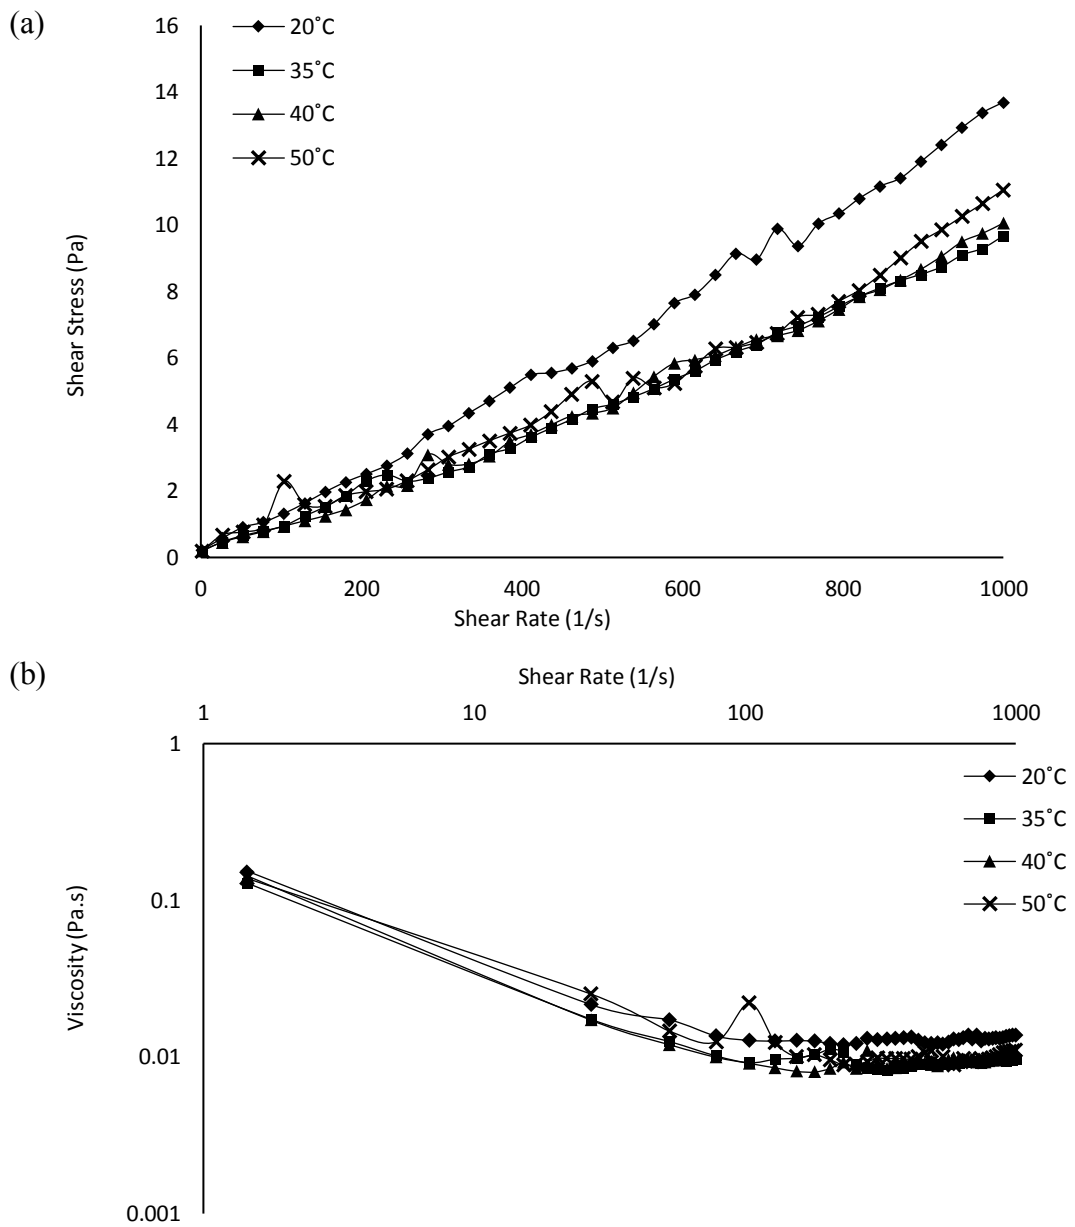 (a)
16
14
12
10
8
6
4
2
0
Shear Stress (Pa)
20˚C
35˚C
40˚C
50˚C
0 200 400 600 800 1000
Shear Rate (1/s)
(b)
Shear Rate (1/s)
1 10 100 1000
1
0.1
0.01
0.001
Viscosity (Pa.s)
20˚C
35˚C
40˚C
50˚C